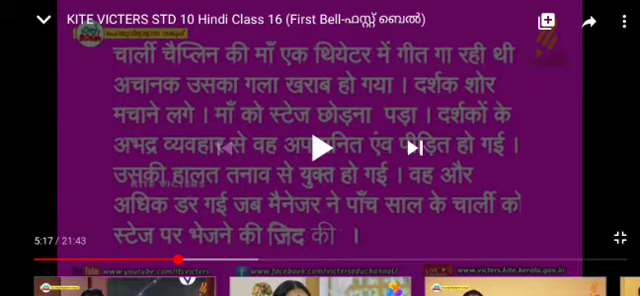 KITE VICTERS STD 10 Hindi Class 16 (First Bell-ഫസ്റ്റ് ബെൽ)
चार्ली चैप्लिन की माँ एक थियेटर में गीत गा रही थी
अचानक उसका गला खराब हो गया । दर्शक शोर
मचाने लगे । माँ को स्टेज छोड़ना पड़ा । दर्शकों के
अभद्र व्यवहार से वह अपमानित एंव पीड़ित हो गई ।
उसकी हालत तनाव से युक्त हो गई । वह और
KITE VICTERS
अधिक डर गई जब मैनेजर ने पाँच साल के चार्ली को
स्टेज पर भेजने की ज़िद की ।
5:17 / 21:43
www.youtube.com/itsvicters
www.facebook.com/victerseduchannel/
www.victers.kite.kerala.gov.in